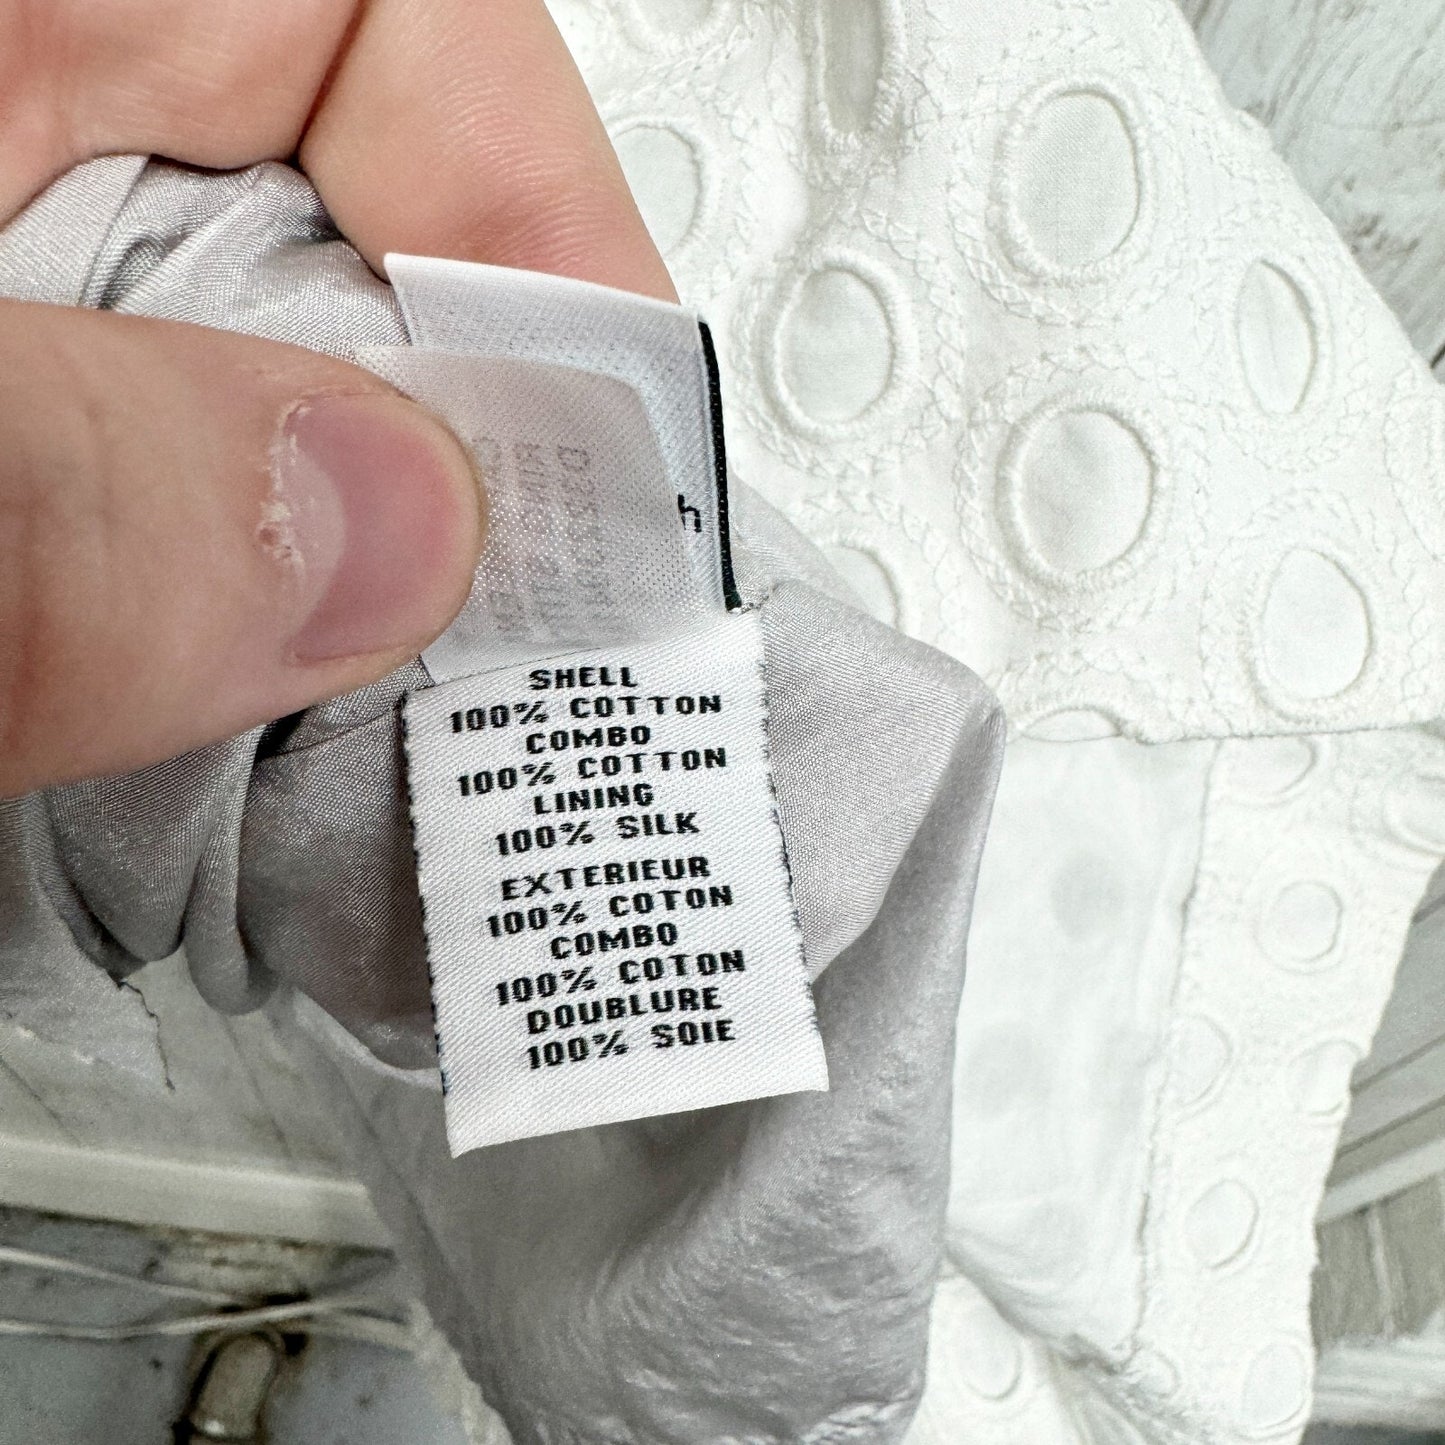 SHELL
100% COTTON
COMBO
100% COTTON
LINING
100% SILK
EXTERIEUR
100% COTON
COMBO
100% COTON
DOUBLURE
100% SOIE